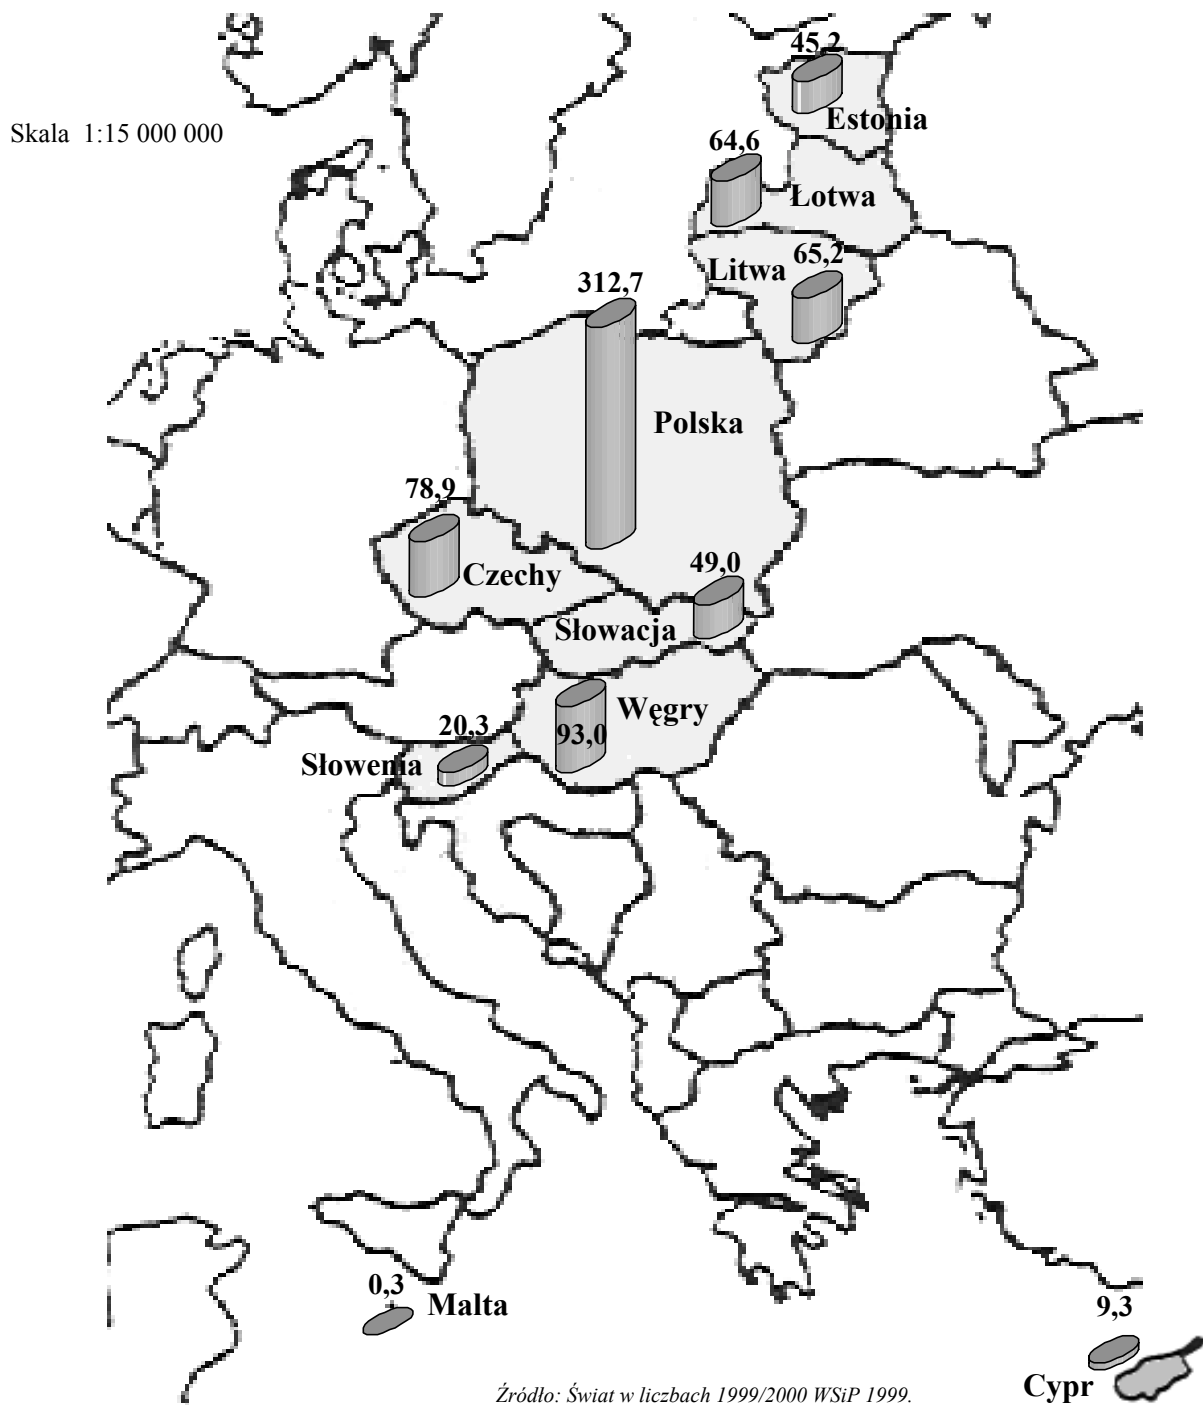 45,2
Estonia
Skala 1:15 000 000
64,6
Łotwa
65,2
Litwa
312,7
Polska
78,9
Czechy
49,0
Słowacja
Węgry
93,0
20,3
Słowenia
0,3
Malta
9,3
Cypr
Źródło: Świat w liczbach 1999/2000 WSiP 1999.